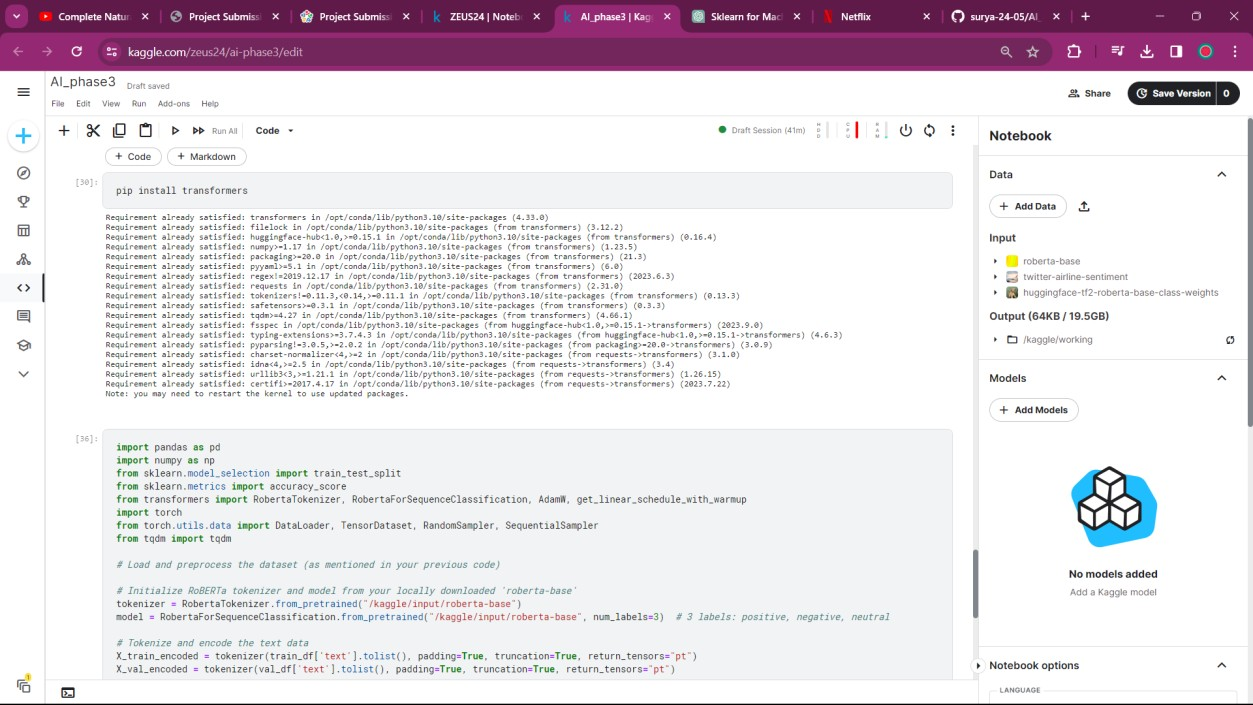 Complete Natur
Project Submiss
Project Submiss
ZEUS24 | Noteb
AI_phase3 | Kag
Sklearn for Mac
Netflix
surya-24-05/AI_
kaggle.com/zeus24/ai-phase3/edit
AI_phase3
Draft saved
File Edit View Run Add-ons Help
Share
Save Version 0
Run All
Code
Draft Session (41m)
HDD
CPU
RAM
+ Code
+ Markdown
[30]:
pip install transformers
Requirement already satisfied: transformers in /opt/conda/lib/python3.10/site-packages (4.33.0)
Requirement already satisfied: filelock in /opt/conda/lib/python3.10/site-packages (from transformers) (3.12.2)
Requirement already satisfied: huggingface-hub<1.0,>=0.15.1 in /opt/conda/lib/python3.10/site-packages (from transformers) (0.16.4)
Requirement already satisfied: numpy>=1.17 in /opt/conda/lib/python3.10/site-packages (from transformers) (1.23.5)
Requirement already satisfied: packaging>=20.0 in /opt/conda/lib/python3.10/site-packages (from transformers) (21.3)
Requirement already satisfied: pyyaml>=5.1 in /opt/conda/lib/python3.10/site-packages (from transformers) (6.0)
Requirement already satisfied: regex!=2019.12.17 in /opt/conda/lib/python3.10/site-packages (from transformers) (2023.6.3)
Requirement already satisfied: requests in /opt/conda/lib/python3.10/site-packages (from transformers) (2.31.0)
Requirement already satisfied: tokenizers!=0.11.3,<0.14,>=0.11.1 in /opt/conda/lib/python3.10/site-packages (from transformers) (0.13.3)
Requirement already satisfied: safetensors>=0.3.1 in /opt/conda/lib/python3.10/site-packages (from transformers) (0.3.3)
Requirement already satisfied: tqdm>=4.27 in /opt/conda/lib/python3.10/site-packages (from transformers) (4.66.1)
Requirement already satisfied: fsspec in /opt/conda/lib/python3.10/site-packages (from huggingface-hub<1.0,>=0.15.1->transformers) (2023.9.0)
Requirement already satisfied: typing-extensions>=3.7.4.3 in /opt/conda/lib/python3.10/site-packages (from huggingface-hub<1.0,>=0.15.1->transformers) (4.6.3)
Requirement already satisfied: pyparsing!=3.0.5,>=2.0.2 in /opt/conda/lib/python3.10/site-packages (from packaging>=20.0->transformers) (3.0.9)
Requirement already satisfied: charset-normalizer<4,>=2 in /opt/conda/lib/python3.10/site-packages (from requests->transformers) (3.1.0)
Requirement already satisfied: idna<4,>=2.5 in /opt/conda/lib/python3.10/site-packages (from requests->transformers) (3.4)
Requirement already satisfied: urllib3<3,>=1.21.1 in /opt/conda/lib/python3.10/site-packages (from requests->transformers) (1.26.15)
Requirement already satisfied: certifi>=2017.4.17 in /opt/conda/lib/python3.10/site-packages (from requests->transformers) (2023.7.22)
Note: you may need to restart the kernel to use updated packages.
[36]:
import pandas as pd
import numpy as np
from sklearn.model_selection import train_test_split
from sklearn.metrics import accuracy_score
from transformers import RobertaTokenizer, RobertaForSequenceClassification, AdamW, get_linear_schedule_with_warmup
import torch
from torch.utils.data import DataLoader, TensorDataset, RandomSampler, SequentialSampler
from tqdm import tqdm
# Load and preprocess the dataset (as mentioned in your previous code)
# Initialize RoBERTa tokenizer and model from your locally downloaded 'roberta-base'
tokenizer = RobertaTokenizer.from_pretrained("/kaggle/input/roberta-base")
model = RobertaForSequenceClassification.from_pretrained("/kaggle/input/roberta-base", num_labels=3)  # 3 labels: positive, negative, neutral
# Tokenize and encode the text data
X_train_encoded = tokenizer(train_df['text'].tolist(), padding=True, truncation=True, return_tensors="pt")
X_val_encoded = tokenizer(val_df['text'].tolist(), padding=True, truncation=True, return_tensors="pt")
Notebook
Data
+ Add Data
Input
roberta-base
twitter-airline-sentiment
huggingface-tf2-roberta-base-class-weights
Output (64KB / 19.5GB)
/kaggle/working
Models
+ Add Models
No models added
Add a Kaggle model
Notebook options
LANGUAGE
1